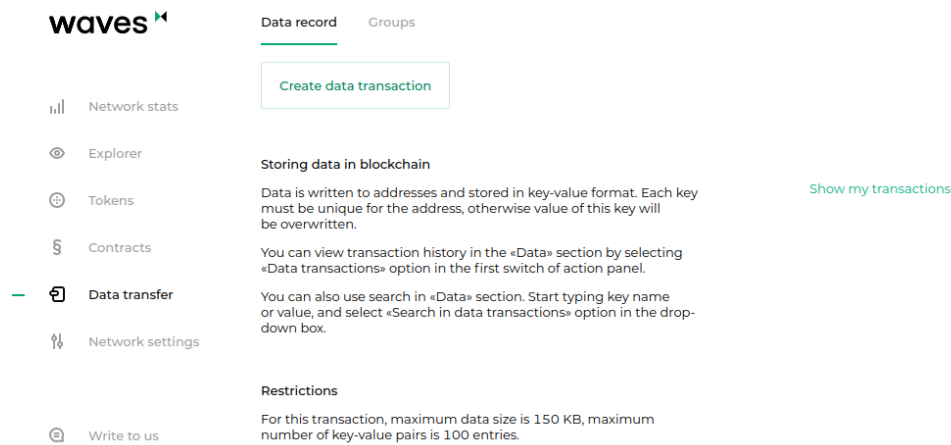 waves
Data record
Groups
Create data transaction
Network stats
Explorer
Tokens
Contracts
Data transfer
Network settings
Write to us
Storing data in blockchain
Data is written to addresses and stored in key-value format. Each key
must be unique for the address, otherwise value of this key will
be overwritten.
Show my transactions
You can view transaction history in the «Data» section by selecting
«Data transactions» option in the first switch of action panel.
You can also use search in «Data» section. Start typing key name
or value, and select «Search in data transactions» option in the drop-
down box.
Restrictions
For this transaction, maximum data size is 150 KB, maximum
number of key-value pairs is 100 entries.